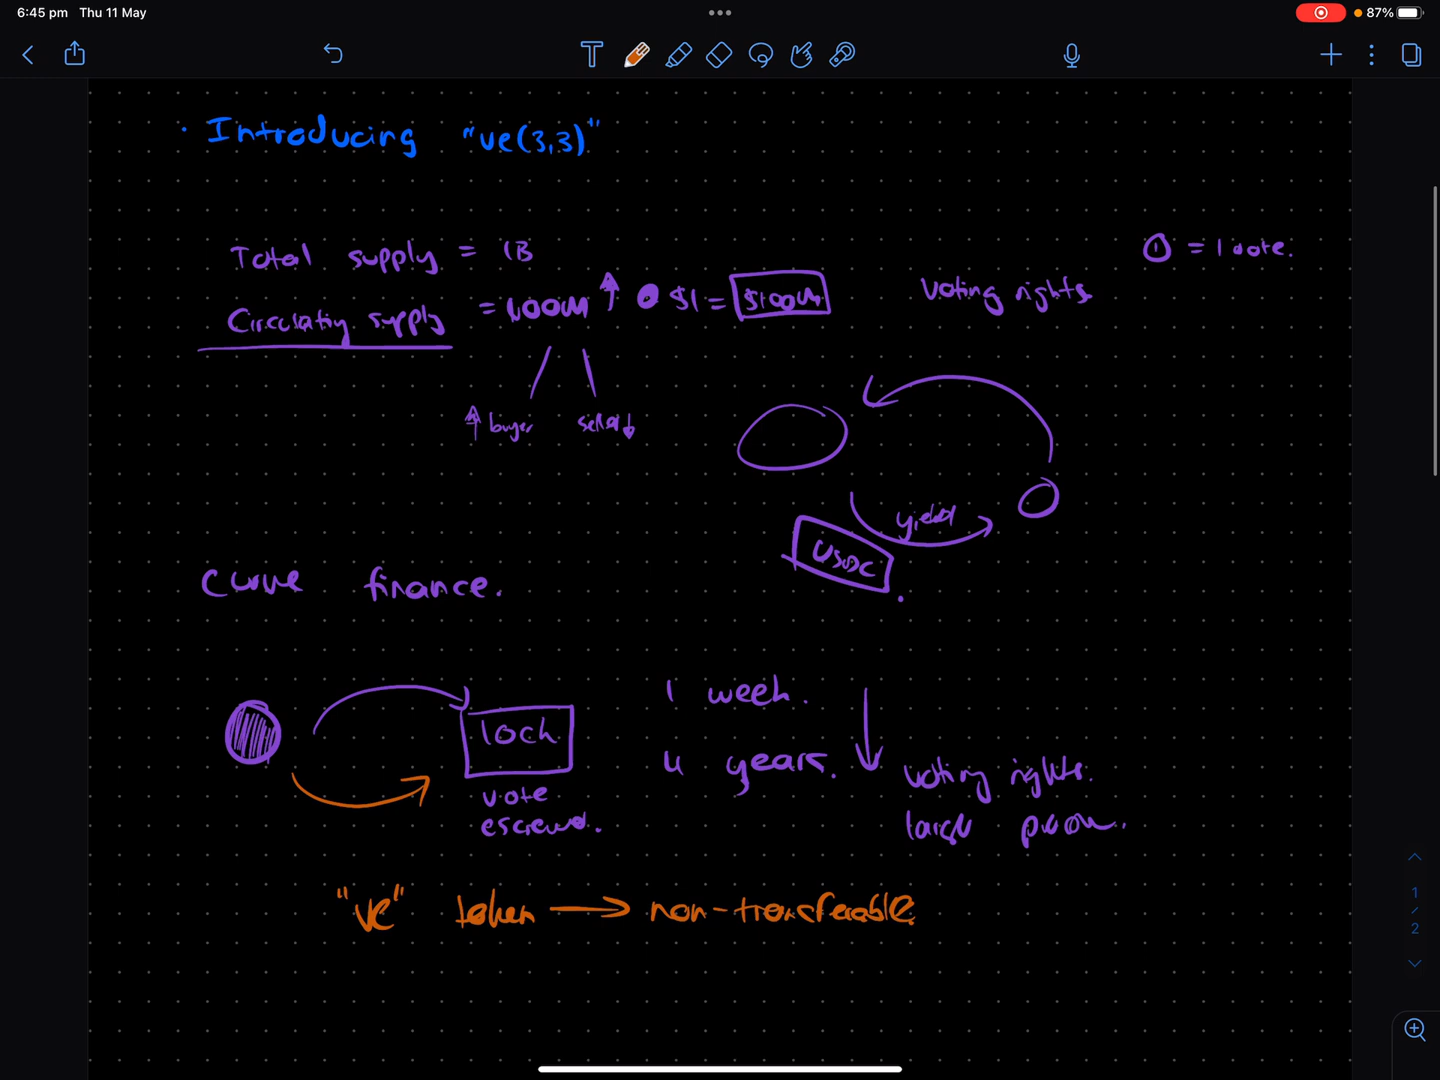 6:45 pm Thu 11 May
87%
• Introducing "ve(3,3)"
Total supply = 1B
Circulating supply = 100M ↑ $1 = $100M
↑ buyer seller ↓
Voting rights
① = 1 vote.
yield
USDC
Curve finance.
lock
vote
escrowed.
1 week.
4 years.
voting rights.
large
"ve" token → non-transferable
1
/
2